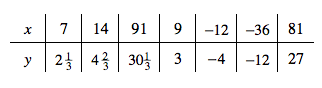 x 7 14 91 9 −12 −36 81
y 2⅓ 4⅔ 30⅓ 3 −4 −12 27